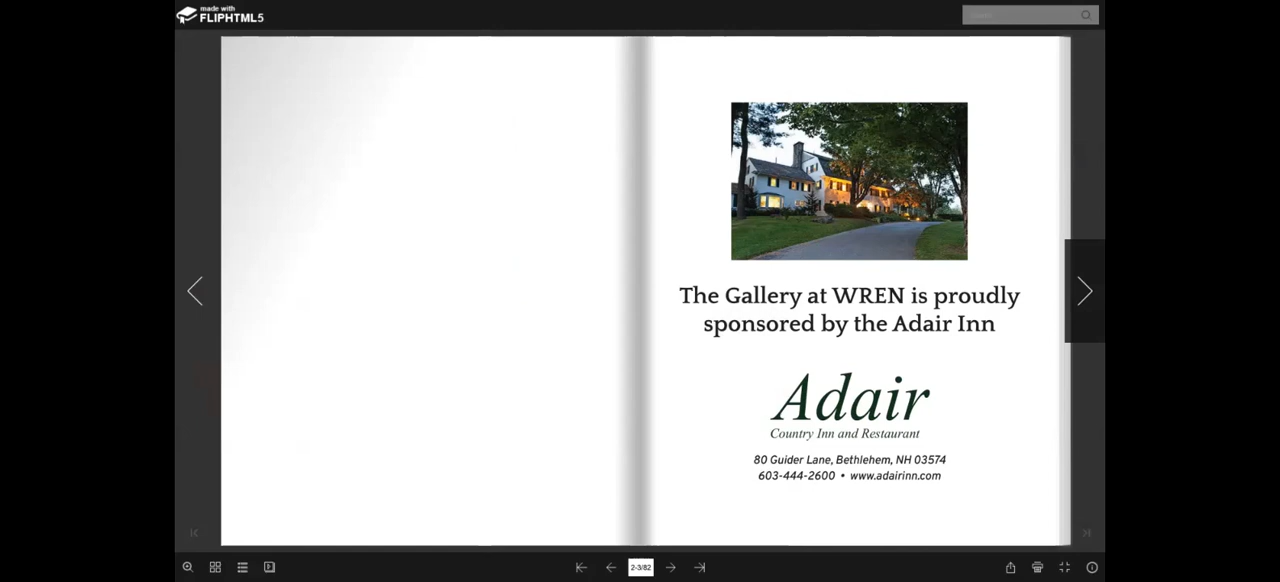 made with
FLIPHTML5
The Gallery at WREN is proudly
sponsored by the Adair Inn
Adair
Country Inn and Restaurant
80 Guider Lane, Bethlehem, NH 03574
603-444-2600 • www.adairinn.com
2-3/82